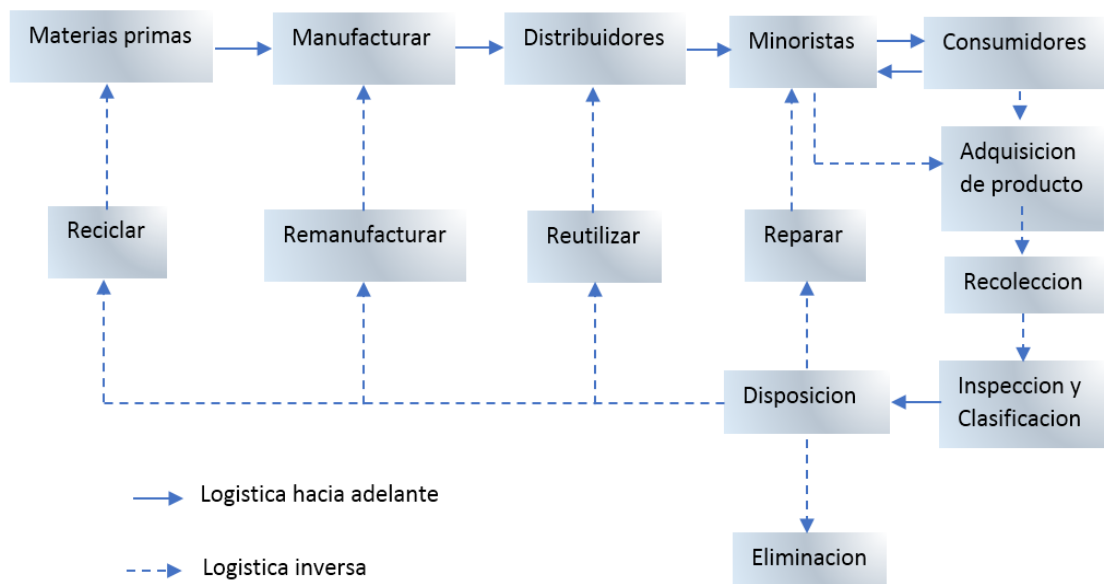 Materias primas
Manufacturar
Distribuidores
Minoristas
Consumidores
Adquisicion
de producto
Reciclar
Remanufacturar
Reutilizar
Reparar
Recoleccion
Disposicion
Inspeccion y
Clasificacion
Logistica hacia adelante
Eliminacion
Logistica inversa